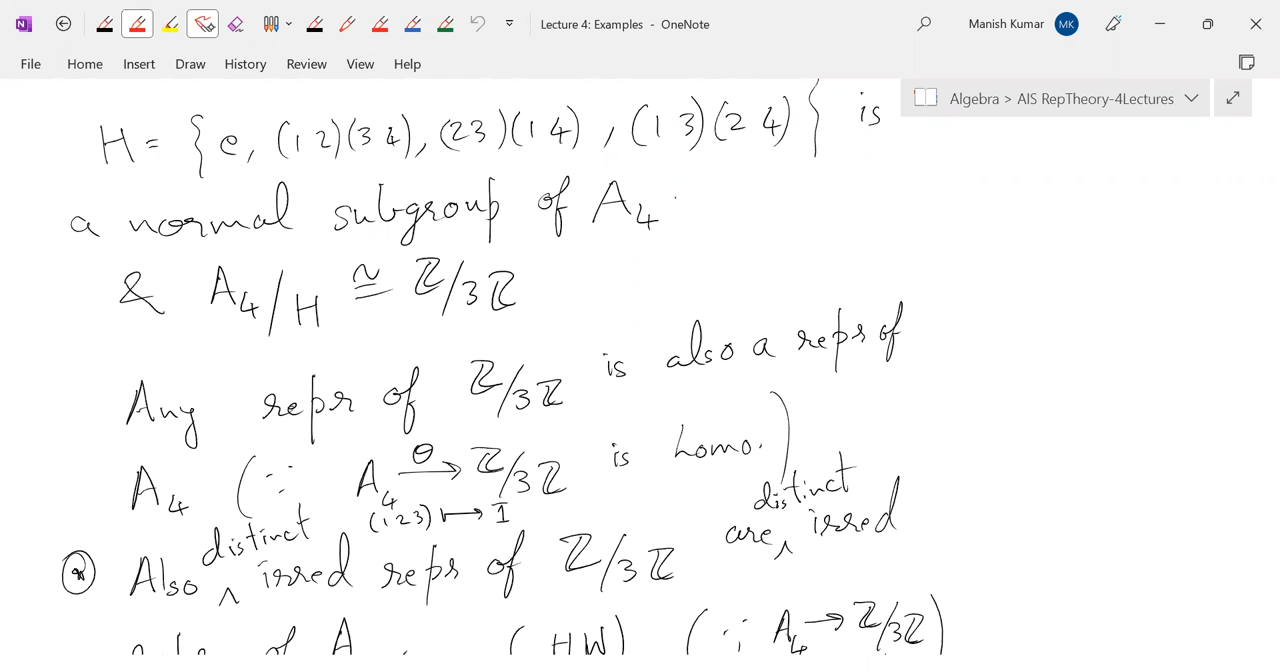 Lecture 4: Examples - OneNote
Manish Kumar
MK
File Home Insert Draw History Review View Help
Algebra > AIS RepTheory-4Lectures
H = { e, (1 2)(3 4), (2 3)(1 4), (1 3)(2 4) } is
a normal subgroup of A₄.
& A₄/H ≅ ℤ/3ℤ
Any repr of ℤ/3ℤ is also a repr of
A₄ (∵ A₄ —θ→ ℤ/3ℤ is homo.)
(1 2 3) ↦ 1
distinct distinct
⊛ Also ^ irred reprs of ℤ/3ℤ are ^ irred
of A (HW) (∵ A₄ → ℤ/3ℤ)